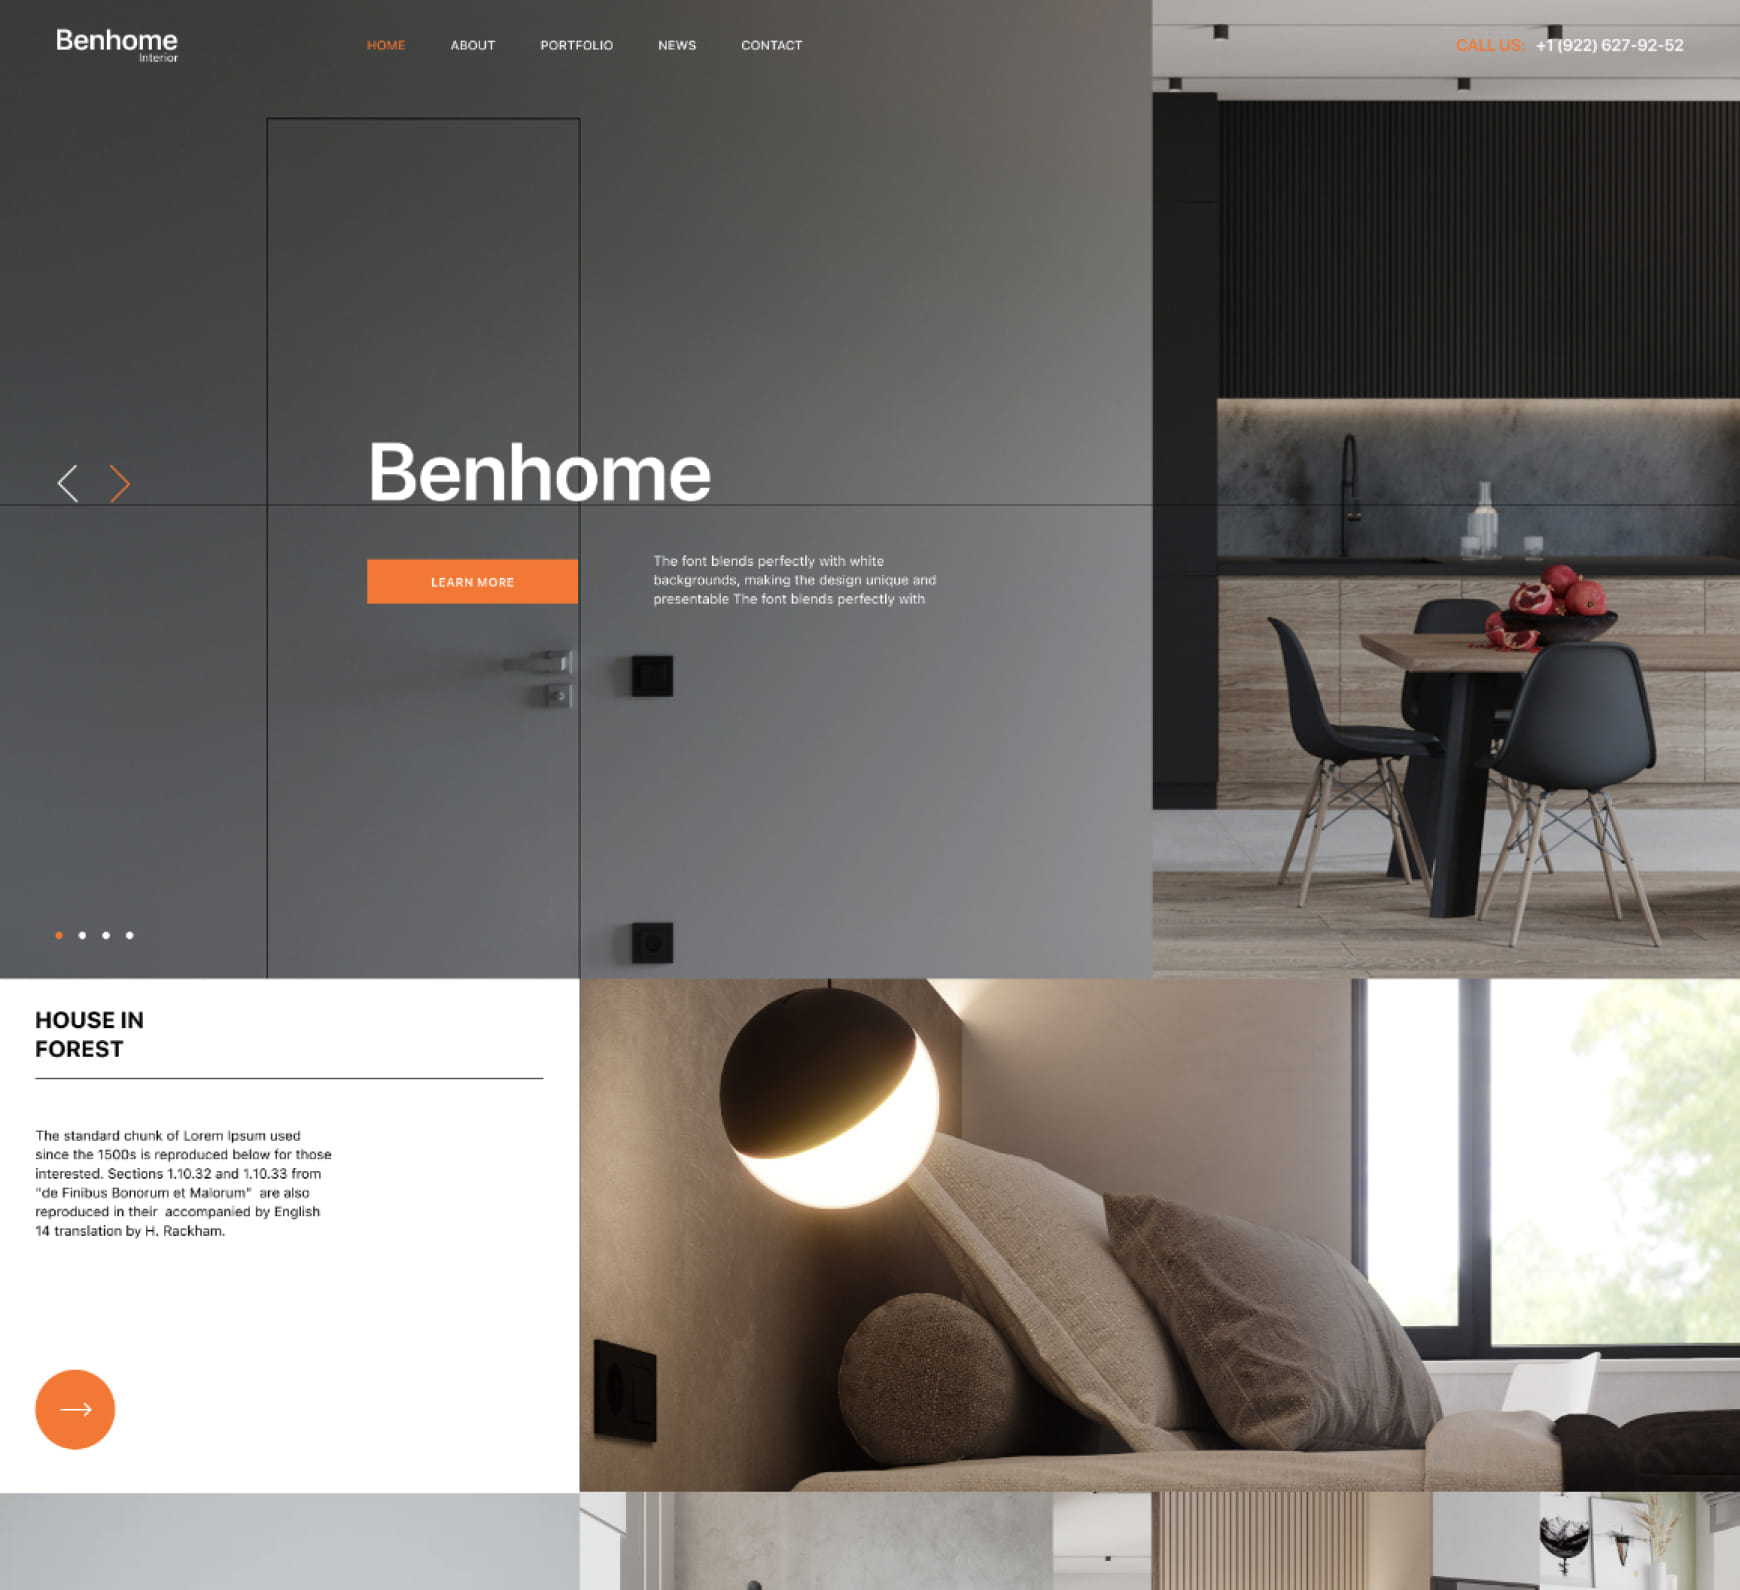 Benhome
Interior
HOME
ABOUT
PORTFOLIO
NEWS
CONTACT
CALL US: +1 (922) 627-92-52
Benhome
LEARN MORE
The font blends perfectly with white
backgrounds, making the design unique and
presentable The font blends perfectly with
HOUSE IN
FOREST
The standard chunk of Lorem Ipsum used
since the 1500s is reproduced below for those
interested. Sections 1.10.32 and 1.10.33 from
"de Finibus Bonorum et Malorum"  are also
reproduced in their  accompanied by English
14 translation by H. Rackham.